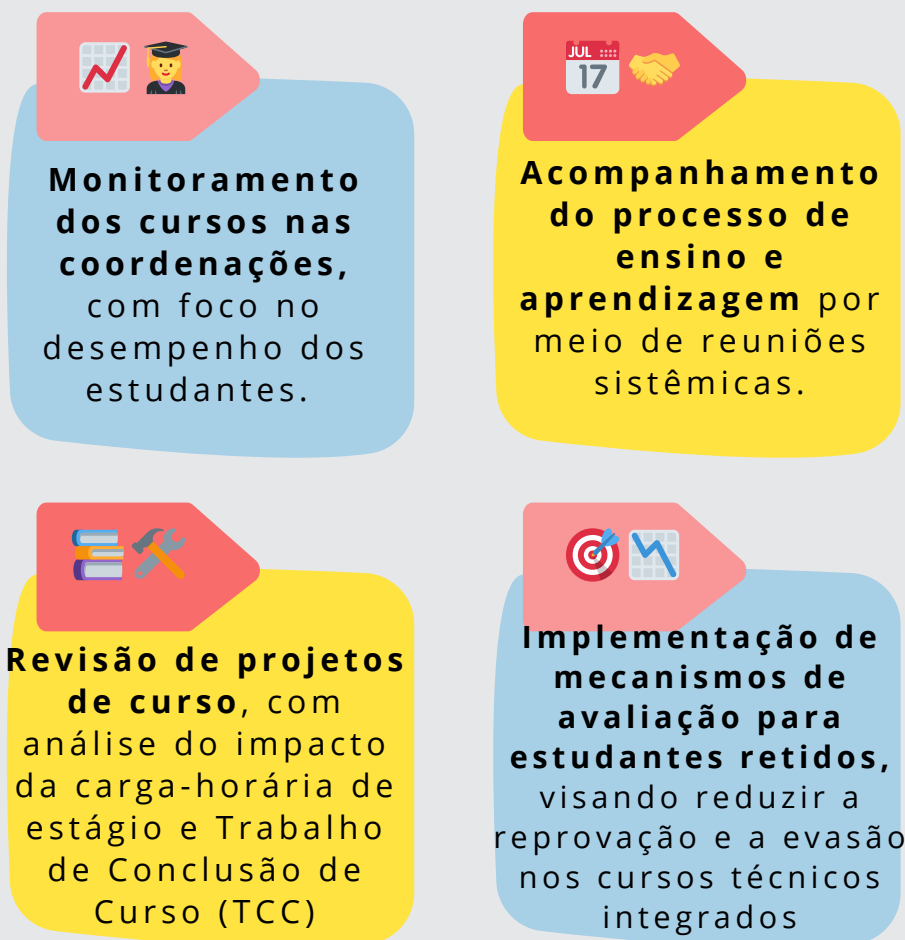 JUL
17
Monitoramento
dos cursos nas
coordenações,
com foco no
desempenho dos
estudantes.
Acompanhamento
do processo de
ensino e
aprendizagem por
meio de reuniões
sistêmicas.
Revisão de projetos
de curso, com
análise do impacto
da carga-horária de
estágio e Trabalho
de Conclusão de
Curso (TCC)
Implementação de
mecanismos de
avaliação para
estudantes retidos,
visando reduzir a
reprovação e a evasão
nos cursos técnicos
integrados